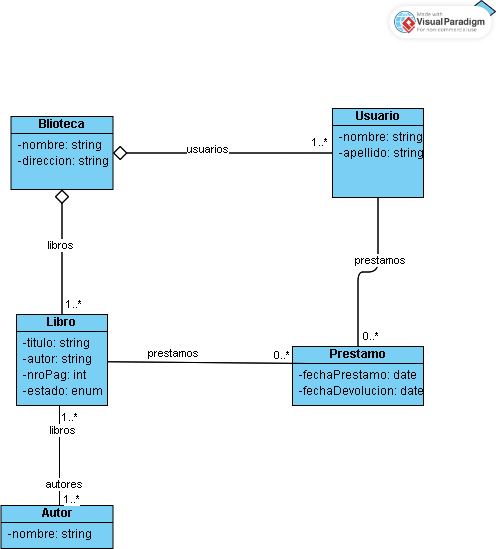 Made with
VisualParadigm
For non-commercial use
Blioteca
-nombre: string
-direccion: string
usuarios
1..*
Usuario
-nombre: string
-apellido: string
libros
1..*
prestamos
0..*
Libro
-titulo: string
-autor: string
-nroPag: int
-estado: enum
prestamos
0..*
Prestamo
-fechaPrestamo: date
-fechaDevolucion: date
1..*
libros
autores
1..*
Autor
-nombre: string